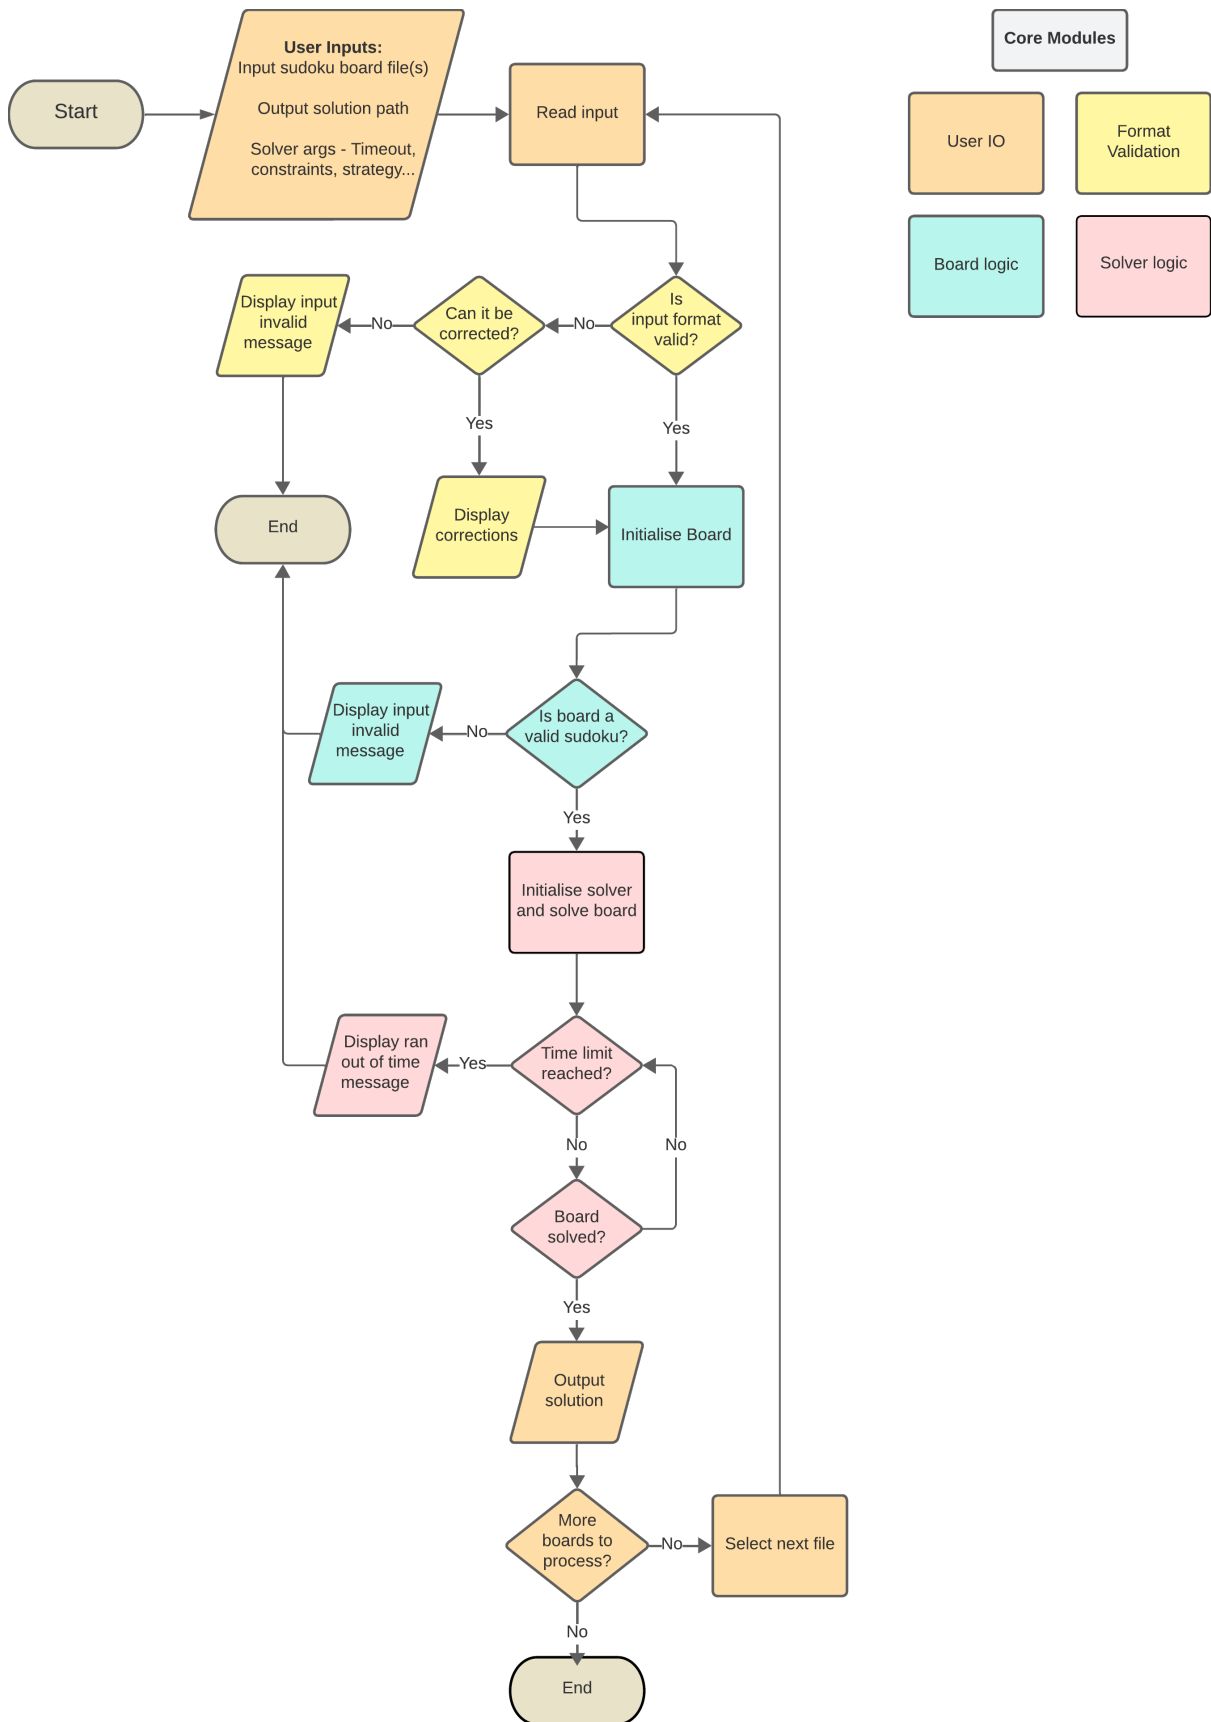 Start
User Inputs:
Input sudoku board file(s)
Output solution path
Solver args - Timeout,
constraints, strategy...
Read input
Core Modules
User IO
Format
Validation
Board logic
Solver logic
Display input
invalid
message
No
Can it be
corrected?
No
Is
input format
valid?
Yes
Yes
End
Display
corrections
Initialise Board
Display input
invalid
message
No
Is board a
valid sudoku?
Yes
Initialise solver
and solve board
Display ran
out of time
message
Yes
Time limit
reached?
No
No
Board
solved?
Yes
Output
solution
More
boards to
process?
No
Select next file
No
End